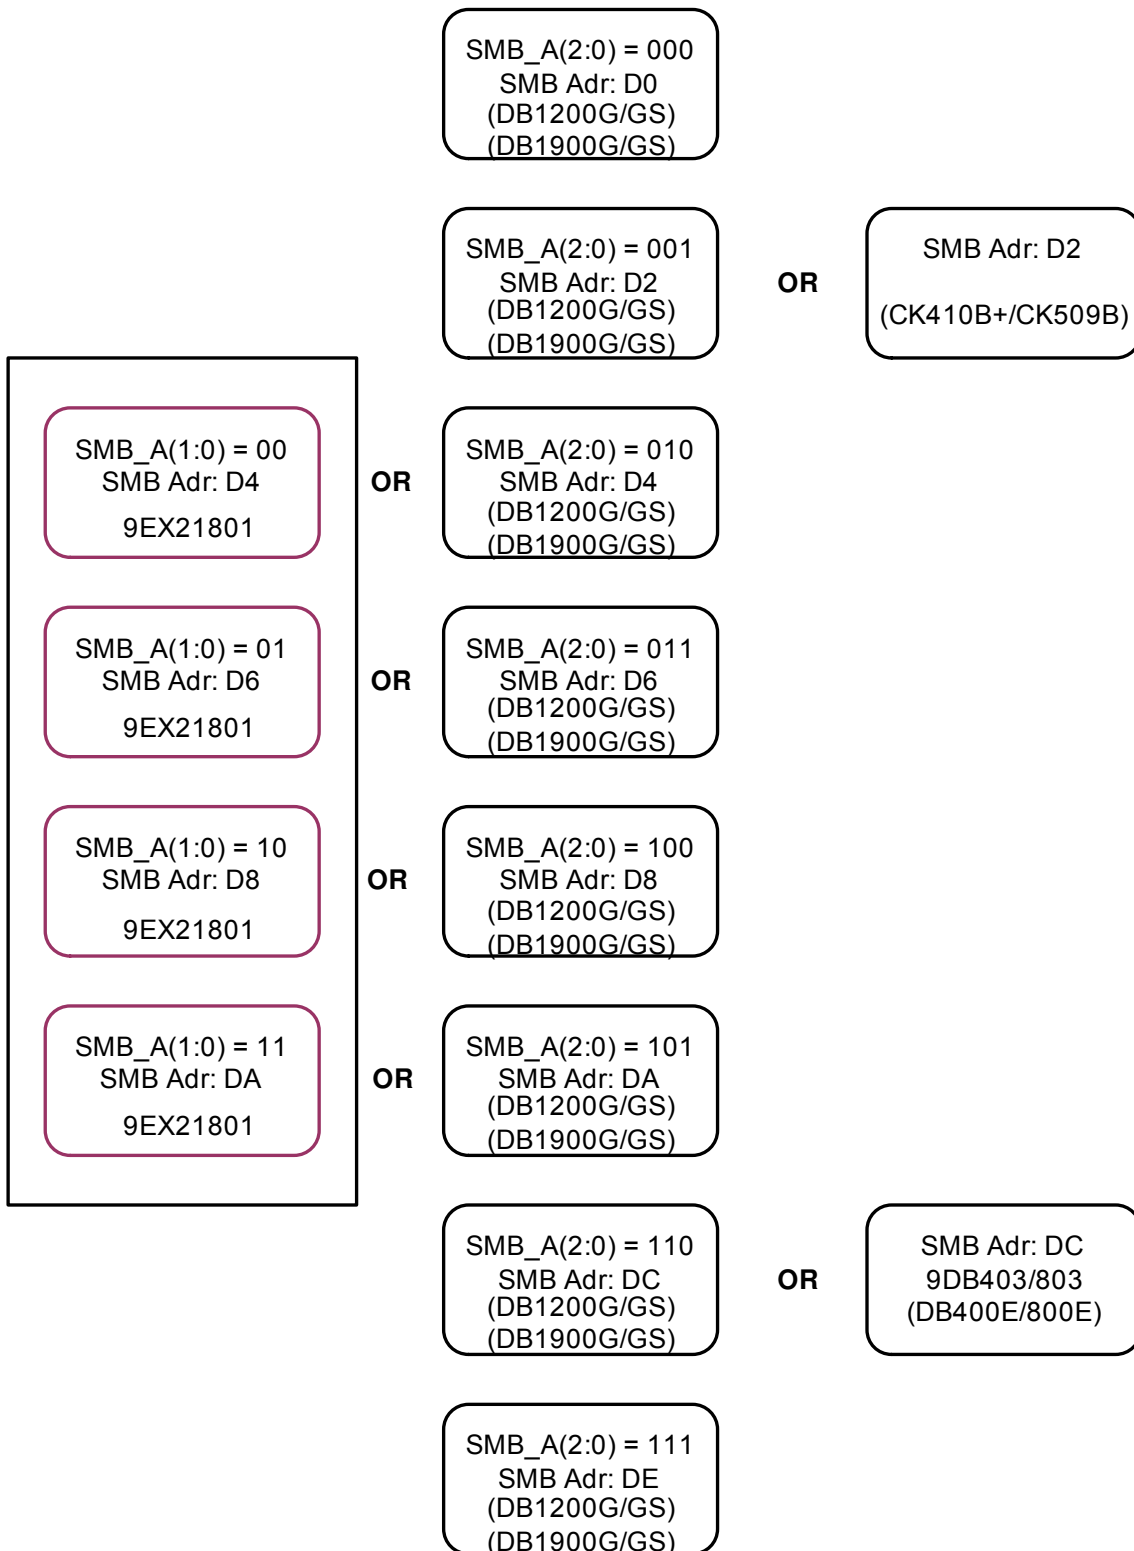 SMB_A(2:0) = 000
SMB Adr: D0
(DB1200G/GS)
(DB1900G/GS)
SMB_A(2:0) = 001
SMB Adr: D2
(DB1200G/GS)
(DB1900G/GS)
OR
SMB Adr: D2
(CK410B+/CK509B)
SMB_A(1:0) = 00
SMB Adr: D4
9EX21801
OR
SMB_A(2:0) = 010
SMB Adr: D4
(DB1200G/GS)
(DB1900G/GS)
SMB_A(1:0) = 01
SMB Adr: D6
9EX21801
OR
SMB_A(2:0) = 011
SMB Adr: D6
(DB1200G/GS)
(DB1900G/GS)
SMB_A(1:0) = 10
SMB Adr: D8
9EX21801
OR
SMB_A(2:0) = 100
SMB Adr: D8
(DB1200G/GS)
(DB1900G/GS)
SMB_A(1:0) = 11
SMB Adr: DA
9EX21801
OR
SMB_A(2:0) = 101
SMB Adr: DA
(DB1200G/GS)
(DB1900G/GS)
SMB_A(2:0) = 110
SMB Adr: DC
(DB1200G/GS)
(DB1900G/GS)
OR
SMB Adr: DC
9DB403/803
(DB400E/800E)
SMB_A(2:0) = 111
SMB Adr: DE
(DB1200G/GS)
(DB1900G/GS)